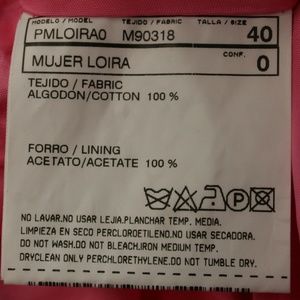 MODELO / MODEL TEJIDO / FABRIC TALLA / SIZE
PMLOIRA0 M90318 40
MUJER LOIRA CONF. 0
TEJIDO / FABRIC
ALGODON/COTTON 100 %
FORRO / LINING
ACETATO/ACETATE 100 %
P
NO LAVAR.NO USAR LEJIA.PLANCHAR TEMP. MEDIA.
LIMPIEZA EN SECO PERCLOROETILENO.NO USAR SECADORA.
DO NOT WASH.DO NOT BLEACH.IRON MEDIUM TEMP.
DRYCLEAN ONLY PERCHLORETHYLENE.DO NOT TUMBLE DRY.